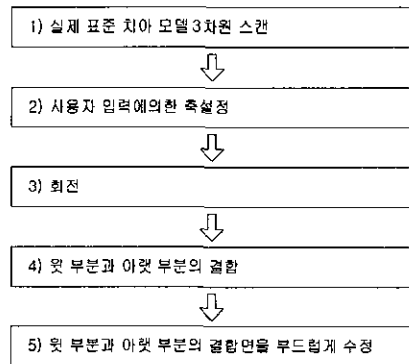 1) 실제 표준 치아 모델 3차원 스캔
2) 사용자 입력에의한 축설정
3) 회전
4) 윗 부분과 아랫 부분의 결합
5) 윗 부분과 아랫 부분의 결합면을 부드럽게 수정